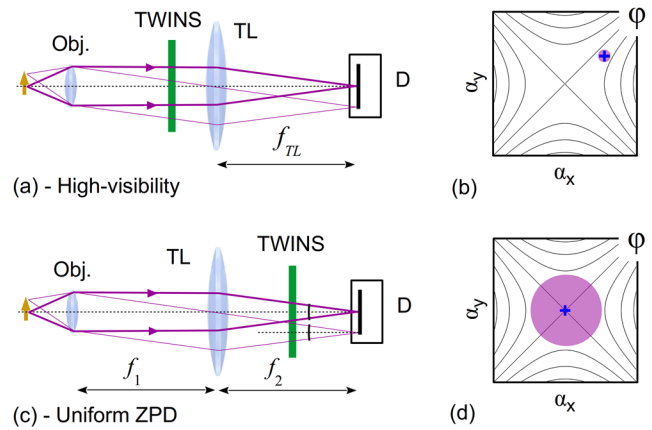 TWINS
TL
Obj.
D
f_TL
(a) - High-visibility
φ
α_y
α_x
(b)
TWINS
TL
Obj.
D
f_1
f_2
(c) - Uniform ZPD
φ
α_y
α_x
(d)